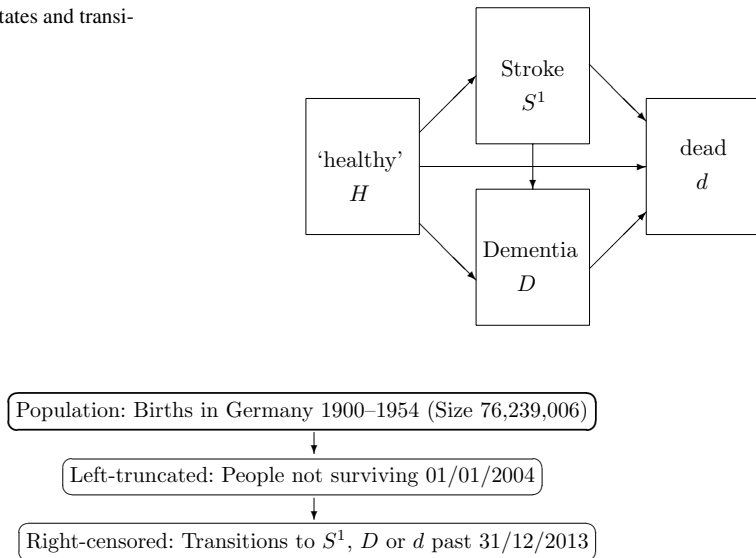 tates and transi-
Stroke
S¹
‘healthy’
H
dead
d
Dementia
D
Population: Births in Germany 1900–1954 (Size 76,239,006)
Left-truncated: People not surviving 01/01/2004
Right-censored: Transitions to S¹, D or d past 31/12/2013